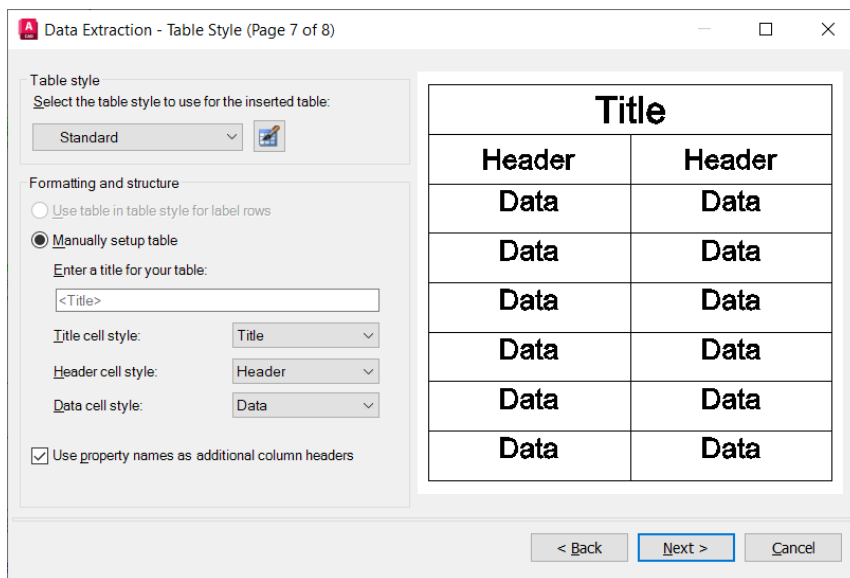 A
CAD
Data Extraction - Table Style (Page 7 of 8)
Table style
Select the table style to use for the inserted table:
Standard
Formatting and structure
Use table in table style for label rows
Manually setup table
Enter a title for your table:
<Title>
Title cell style: Title
Header cell style: Header
Data cell style: Data
Use property names as additional column headers
Title
Header Header
Data Data
Data Data
Data Data
Data Data
Data Data
Data Data
< Back Next > Cancel